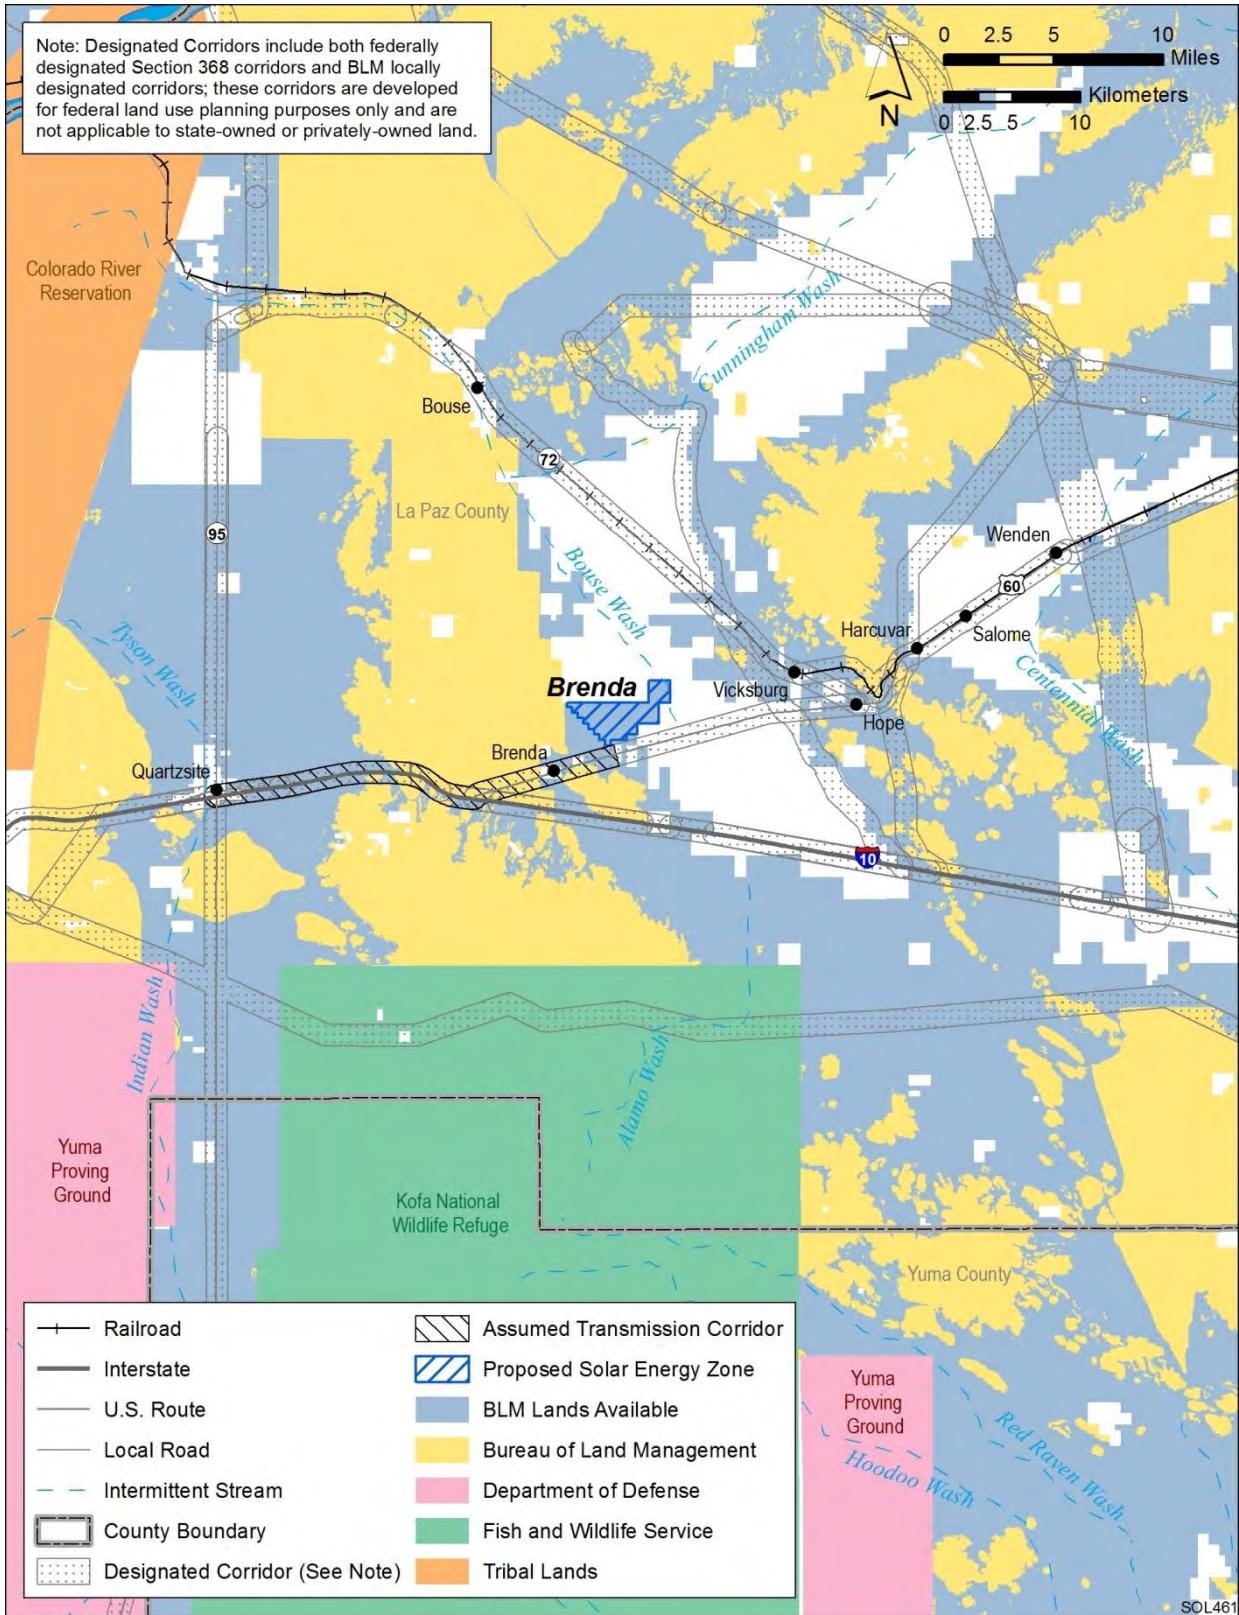 Note: Designated Corridors include both federally
designated Section 368 corridors and BLM locally
designated corridors; these corridors are developed
for federal land use planning purposes only and are
not applicable to state-owned or privately-owned land.
0 2.5 5 10
Miles
Kilometers
0 2.5 5 10
N
Colorado River
Reservation
Cunningham Wash
Bouse
72
La Paz County
95
Wenden
Bouse Wash
60
Tyson Wash
Harcuvar
Salome
Centennial Wash
Brenda
Vicksburg
Hope
Brenda
Quartzsite
10
Indian Wash
Alamo Wash
Yuma
Proving
Ground
Kofa National
Wildlife Refuge
Yuma County
Yuma
Proving
Ground
Red Raven Wash
Hoodoo Wash
Railroad
Interstate
U.S. Route
Local Road
Intermittent Stream
County Boundary
Designated Corridor (See Note)
Assumed Transmission Corridor
Proposed Solar Energy Zone
BLM Lands Available
Bureau of Land Management
Department of Defense
Fish and Wildlife Service
Tribal Lands
SOL461